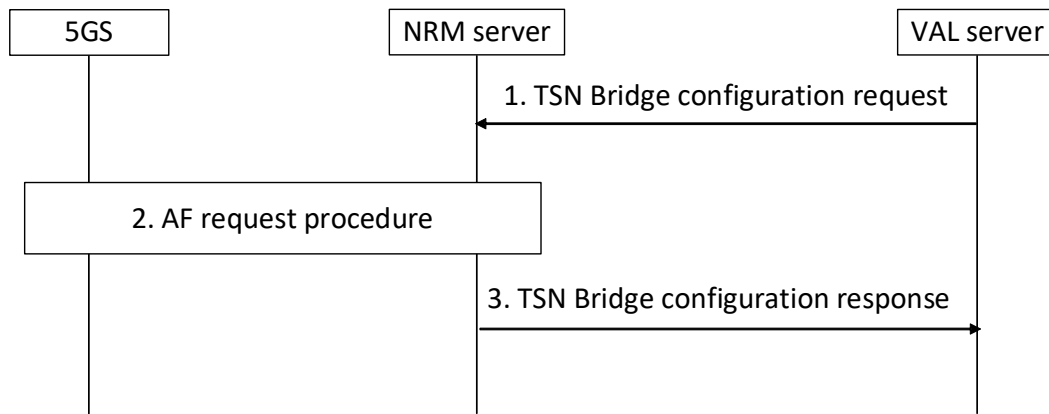 5GS
NRM server
VAL server
1. TSN Bridge configuration request
2. AF request procedure
3. TSN Bridge configuration response